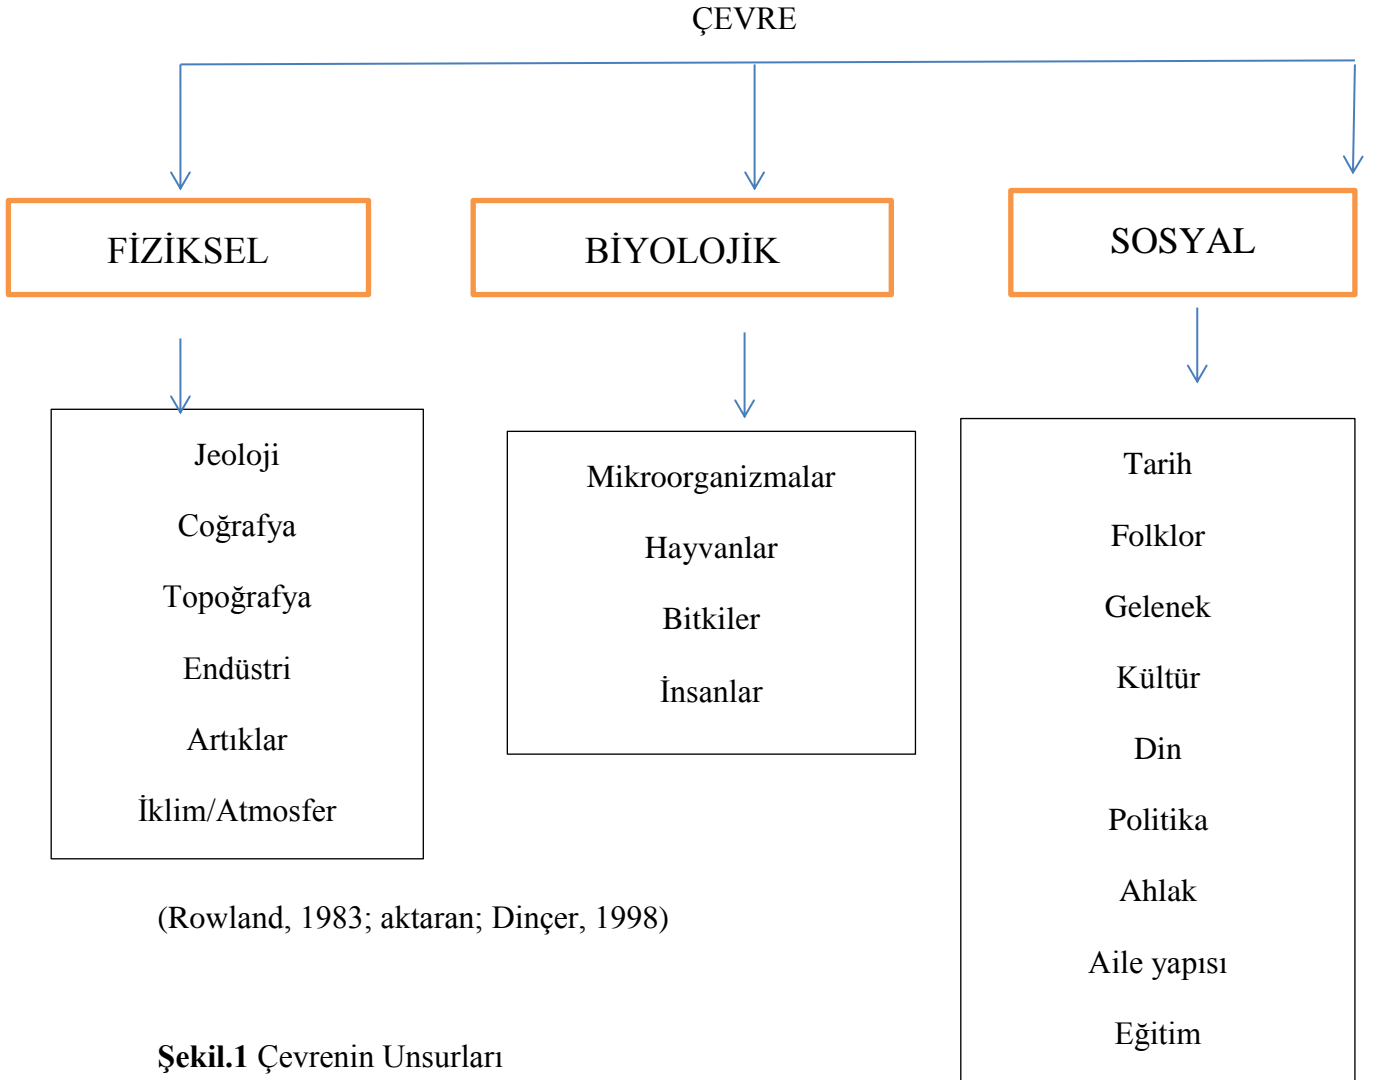 ÇEVRE
FİZİKSEL
BİYOLOJİK
SOSYAL
Jeoloji
Coğrafya
Topoğrafya
Endüstri
Artıklar
İklim/Atmosfer
Mikroorganizmalar
Hayvanlar
Bitkiler
İnsanlar
Tarih
Folklor
Gelenek
Kültür
Din
Politika
Ahlak
Aile yapısı
Eğitim
(Rowland, 1983; aktaran; Dinçer, 1998)
Şekil.1 Çevrenin Unsurları